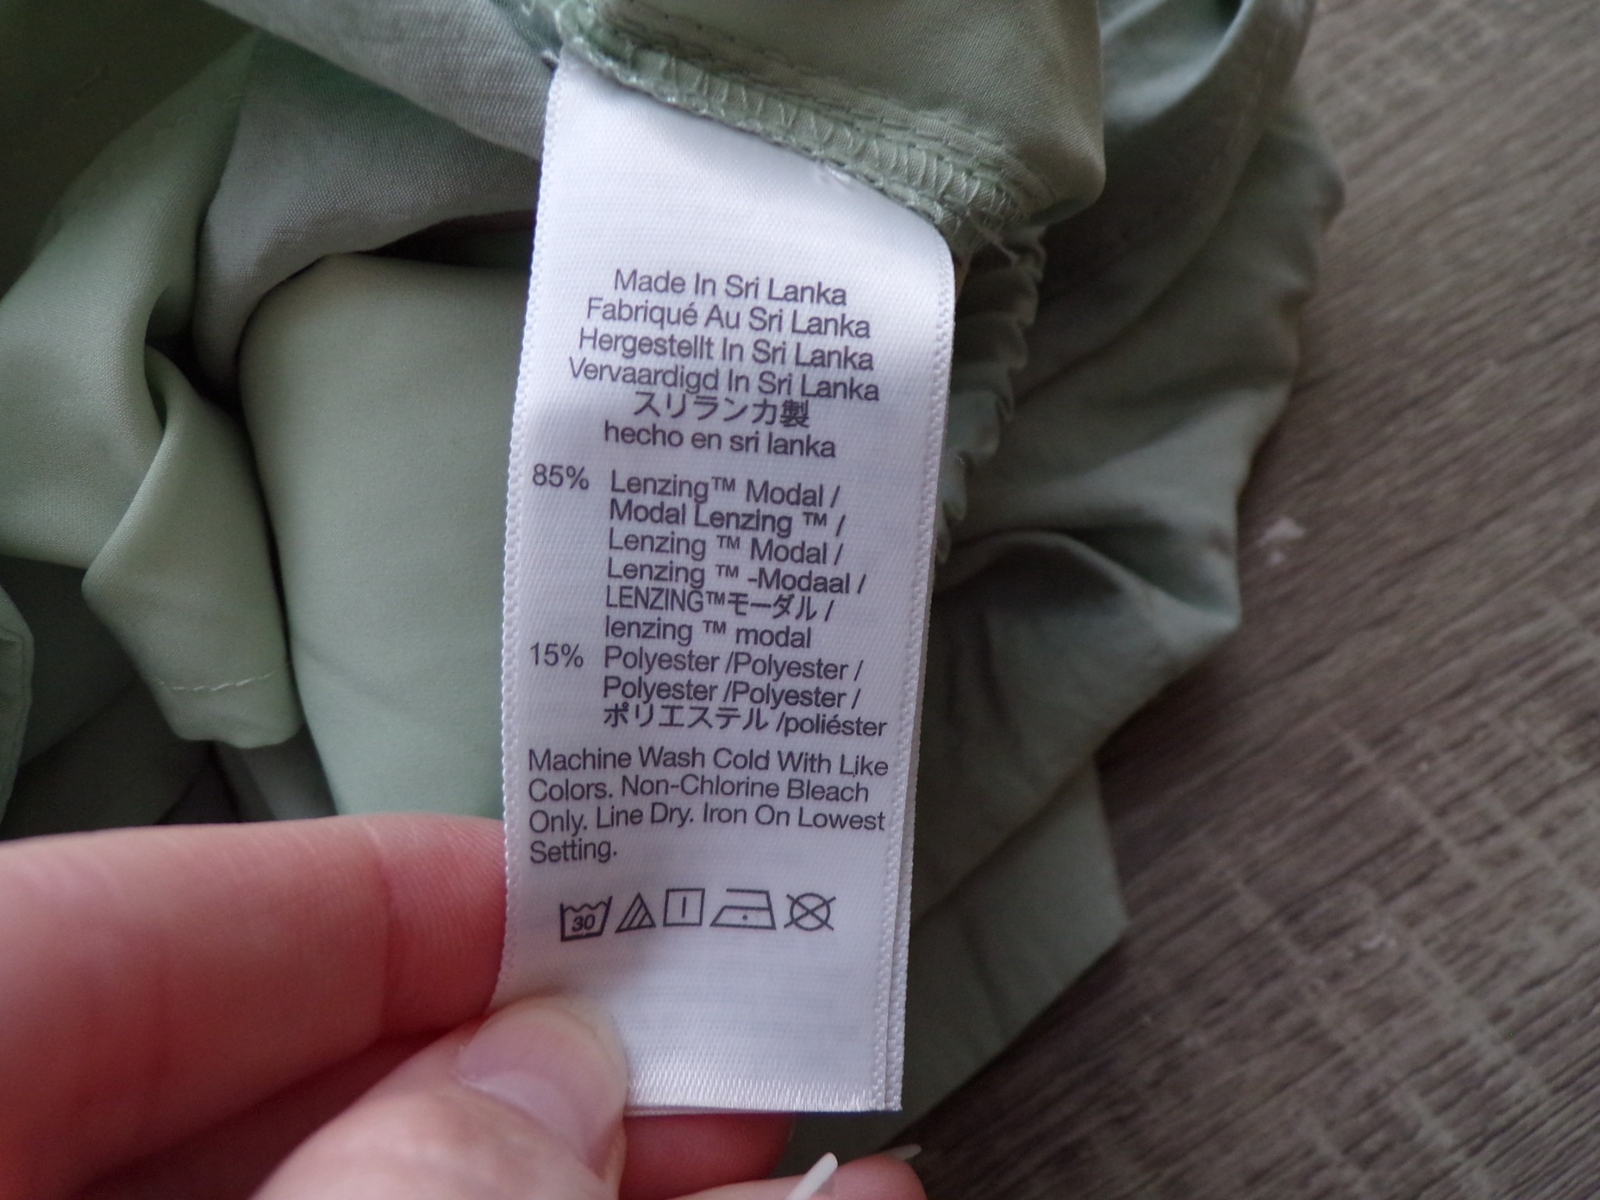 Made In Sri Lanka
Fabriqué Au Sri Lanka
Hergestellt In Sri Lanka
Vervaardigd In Sri Lanka
スリランカ製
hecho en sri lanka
85% Lenzing™ Modal /
Modal Lenzing ™ /
Lenzing ™ Modal /
Lenzing ™ -Modaal /
LENZING™モーダル /
lenzing ™ modal
15% Polyester /Polyester /
Polyester /Polyester /
ポリエステル /poliéster
Machine Wash Cold With Like
Colors. Non-Chlorine Bleach
Only. Line Dry. Iron On Lowest
Setting.
30